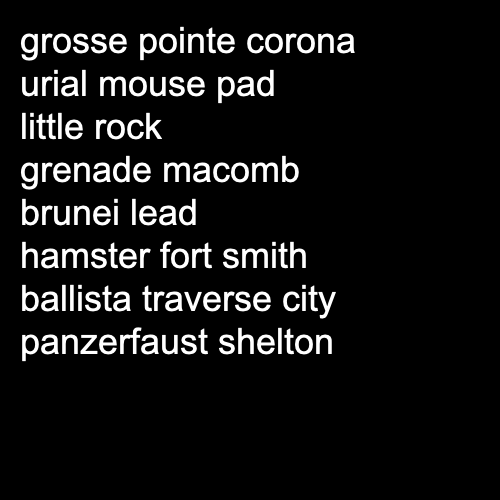 grosse pointe corona
urial mouse pad
little rock
grenade macomb
brunei lead
hamster fort smith
ballista traverse city
panzerfaust shelton